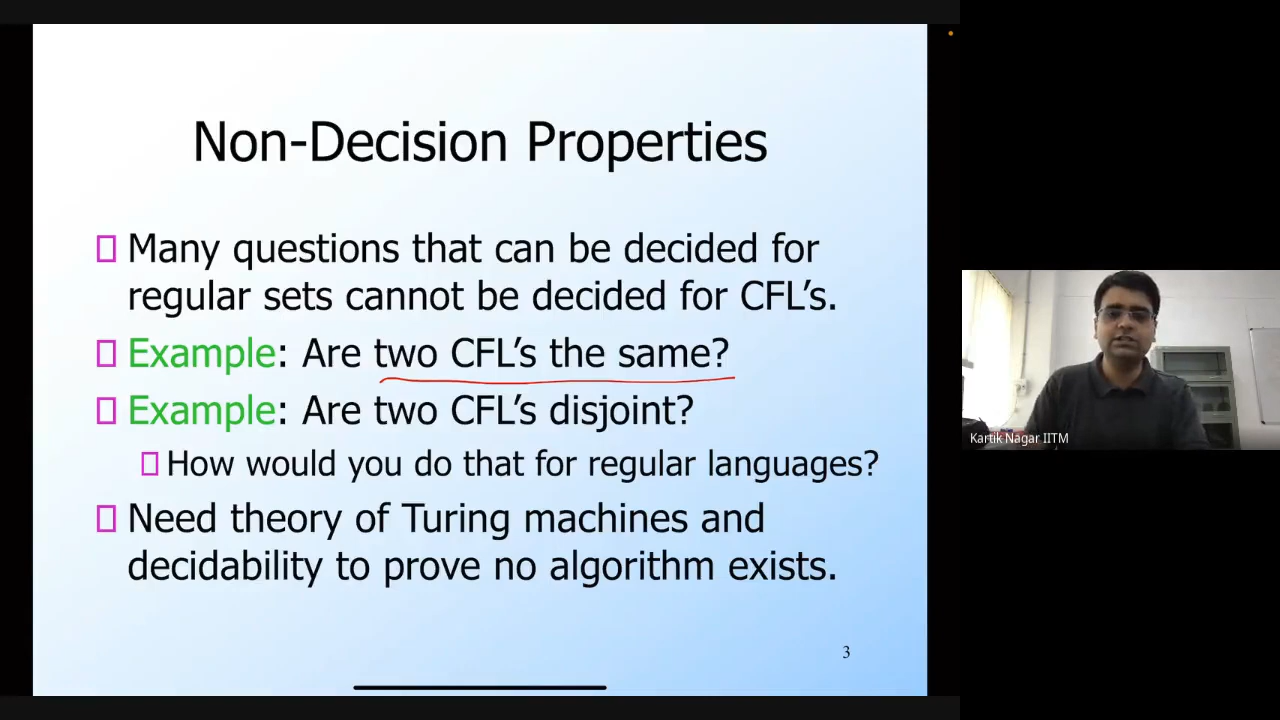 Non-Decision Properties
Many questions that can be decided for
regular sets cannot be decided for CFL’s.
Example: Are two CFL’s the same?
Example: Are two CFL’s disjoint?
How would you do that for regular languages?
Need theory of Turing machines and
decidability to prove no algorithm exists.
3
Kartik Nagar IITM